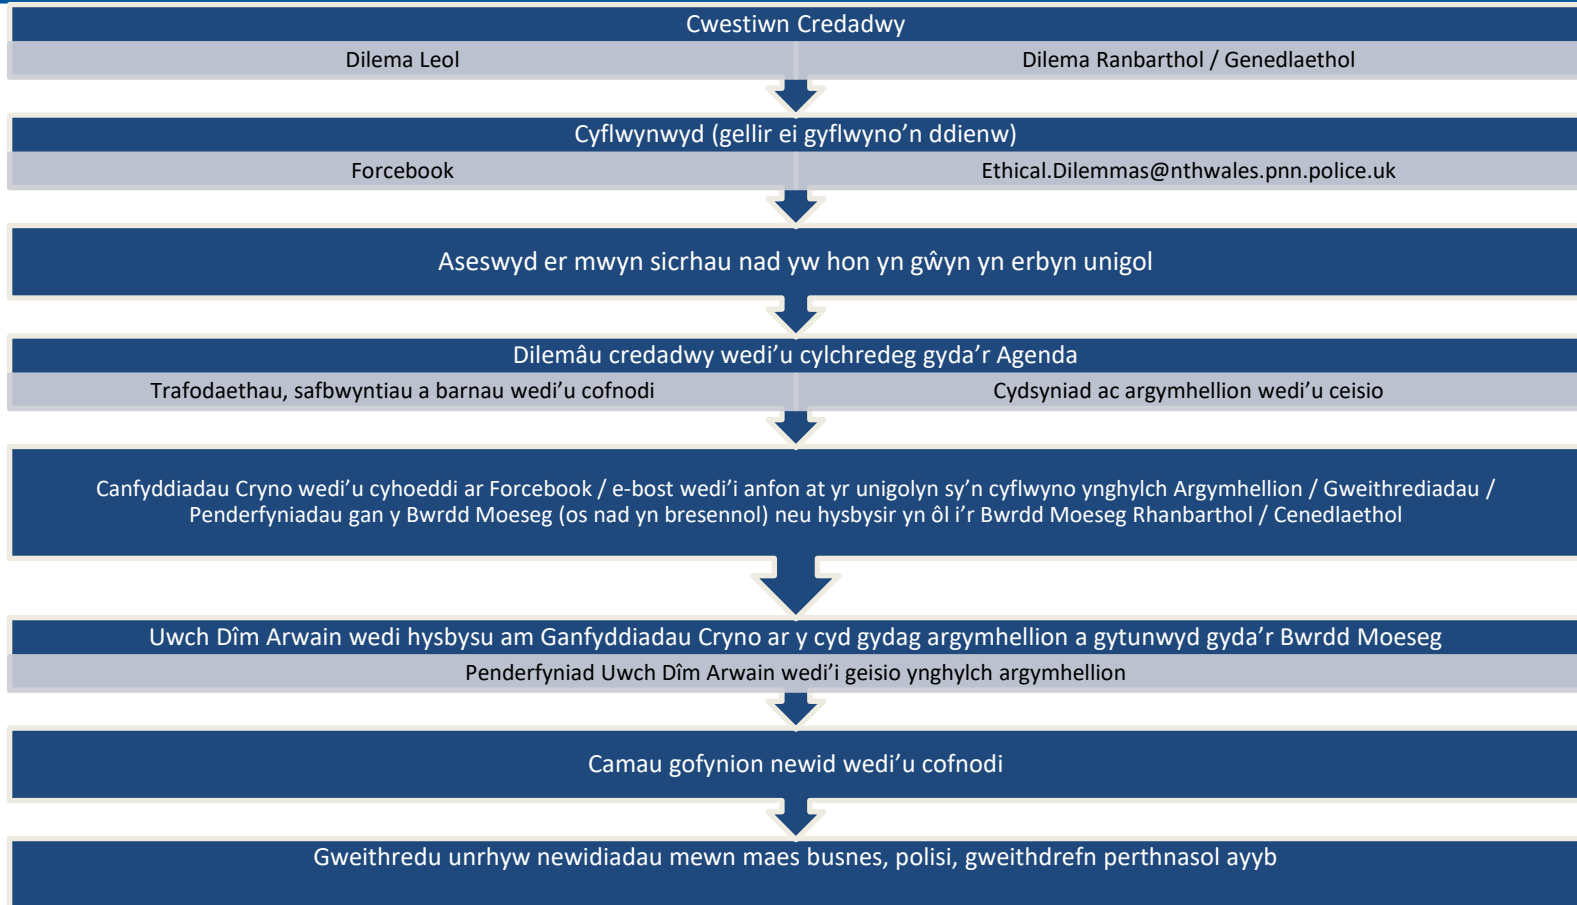 Cwestiwn Credadwy
Dilema Leol
Dilema Ranbarthol / Genedlaethol
Cyflwynwyd (gellir ei gyflwyno’n ddienw)
Forcebook
Ethical.Dilemmas@nthwales.pnn.police.uk
Aseswyd er mwyn sicrhau nad yw hon yn gŵyn yn erbyn unigol
Dilemâu credadwy wedi’u cylchredeg gyda’r Agenda
Trafodaethau, safbwyntiau a barnau wedi’u cofnodi
Cydsyniad ac argymhellion wedi’u ceisio
Canfyddiadau Cryno wedi’u cyhoeddi ar Forcebook / e-bost wedi’i anfon at yr unigolyn sy’n cyflwyno ynghylch Argymhellion / Gweithrediadau /
Penderfyniadau gan y Bwrdd Moeseg (os nad yn bresennol) neu hysbysir yn ôl i’r Bwrdd Moeseg Rhanbarthol / Cenedlaethol
Uwch Dîm Arwain wedi hysbysu am Ganfyddiadau Cryno ar y cyd gydag argymhellion a gytunwyd gyda’r Bwrdd Moeseg
Penderfyniad Uwch Dîm Arwain wedi’i geisio ynghylch argymhellion
Camau gofynion newid wedi’u cofnodi
Gweithredu unrhyw newidiadau mewn maes busnes, polisi, gweithdrefn perthnasol ayyb